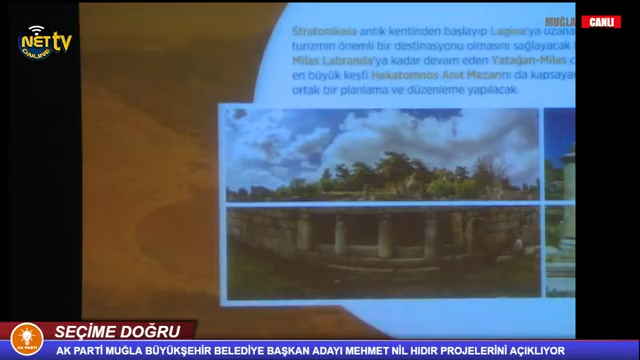 NET tv
ONLINE
MUĞLA CANLI
Stratonikeia antik kentinden başlayıp Lagina'ya uzana
turizmin önemli bir destinasyonu olmasını sağlayacak
Milas Labranda'ya kadar devam eden Yatağan-Milas
en büyük keşfi Hekatomnos Anıt Mezarını da kapsaya
ortak bir planlama ve düzenleme yapılacak.
AK PARTİ
SEÇİME DOĞRU
AK PARTİ MUĞLA BÜYÜKŞEHİR BELEDİYE BAŞKAN ADAYI MEHMET NİL HIDIR PROJELERİNİ AÇIKLIYOR